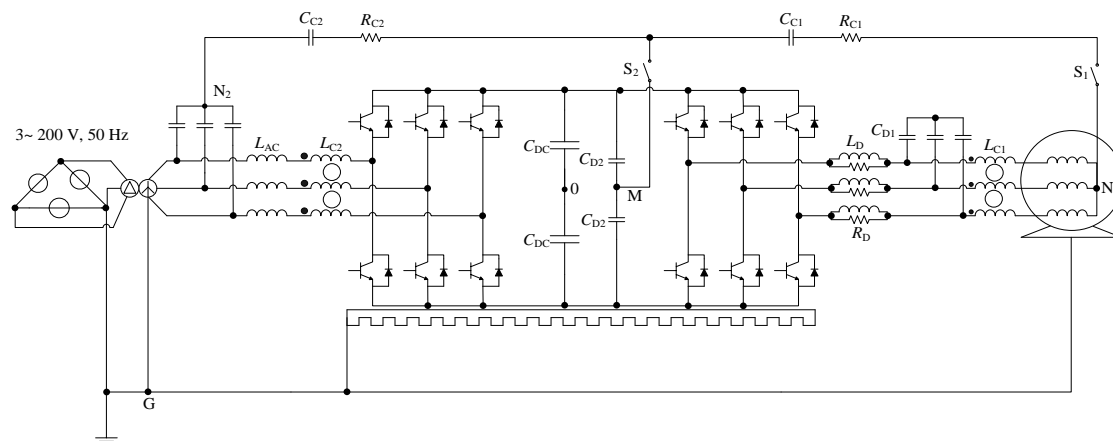 C_C2
R_C2
C_C1
R_C1
S_2
S_1
N_2
3~ 200 V, 50 Hz
L_AC
L_C2
C_DC
C_D2
L_D
C_D1
L_C1
0
M
N
C_DC
C_D2
R_D
G